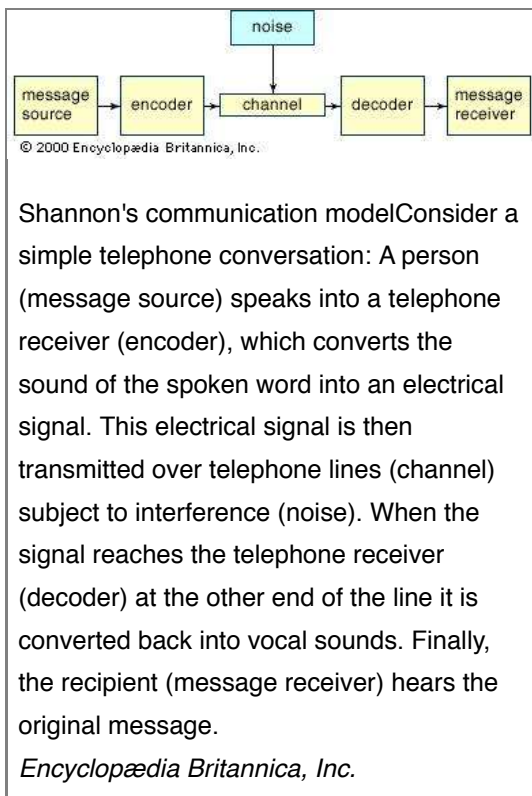 noise
message source
encoder
channel
decoder
message receiver
© 2000 Encyclopædia Britannica, Inc.
Shannon's communication modelConsider a
simple telephone conversation: A person
(message source) speaks into a telephone
receiver (encoder), which converts the
sound of the spoken word into an electrical
signal. This electrical signal is then
transmitted over telephone lines (channel)
subject to interference (noise). When the
signal reaches the telephone receiver
(decoder) at the other end of the line it is
converted back into vocal sounds. Finally,
the recipient (message receiver) hears the
original message.
Encyclopædia Britannica, Inc.